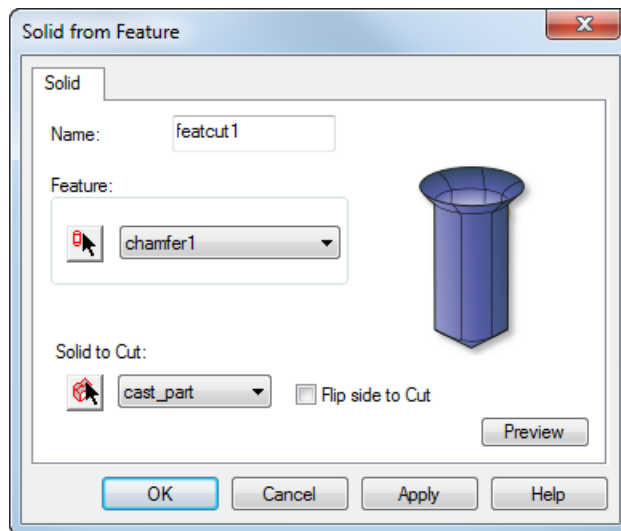 Solid from Feature
Solid
Name: featcut1
Feature:
chamfer1
Solid to Cut:
cast_part Flip side to Cut
Preview
OK Cancel Apply Help